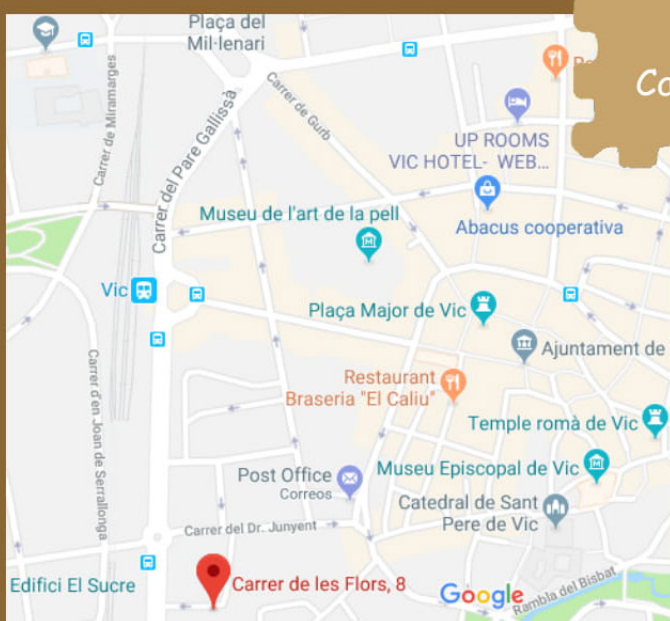 Plaça del
Mil·lenari
Co
Carrer de Gurb
Carrer de Miramarges
Carrer del Pare Gallissà
UP ROOMS
VIC HOTEL- WEB...
Museu de l'art de la pell
Abacus cooperativa
Vic
Plaça Major de Vic
Ajuntament de
Restaurant
Braseria "El Caliu"
Carrer d'en Joan de Serrallonga
Temple romà de Vic
Post Office
Correos
Museu Episcopal de Vic
Catedral de Sant
Pere de Vic
Carrer del Dr. Junyent
Edifici El Sucre
Carrer de les Flors, 8
Google
Rambla del Bisbat